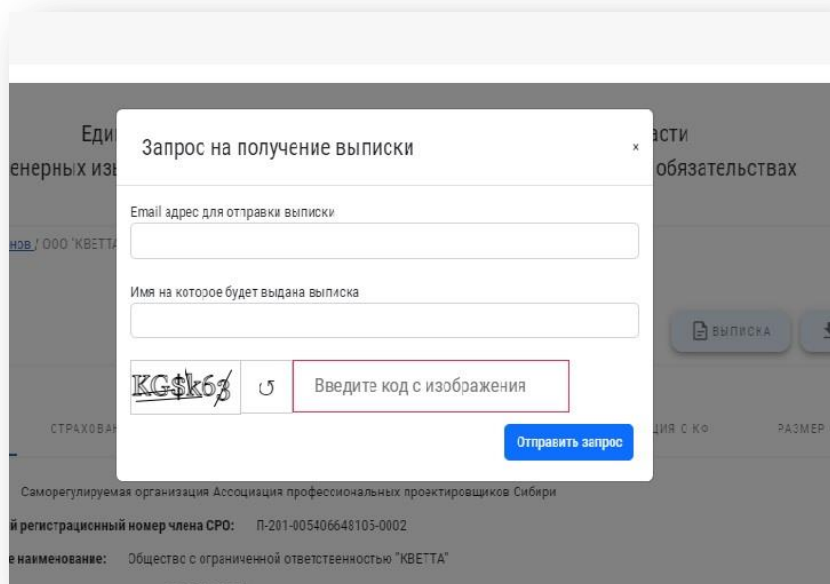 Еди асти
енерных изы обязательствах
Запрос на получение выписки x
Email адрес для отправки выписки
нов / ООО "КВЕТТА
Имя на которое будет выдана выписка
ВЫПИСКА
Введите код с изображения
СТРАХОВАН ЦИЯ С КФ РАЗМЕР
Отправить запрос
Саморегулируемая организация Ассоциация профессиональных проектировщиков Сибири
й регистрационный номер члена СРО: П-201-005406648105-0002
е наименование: Общество с ограниченной ответственностью "КВЕТТА"